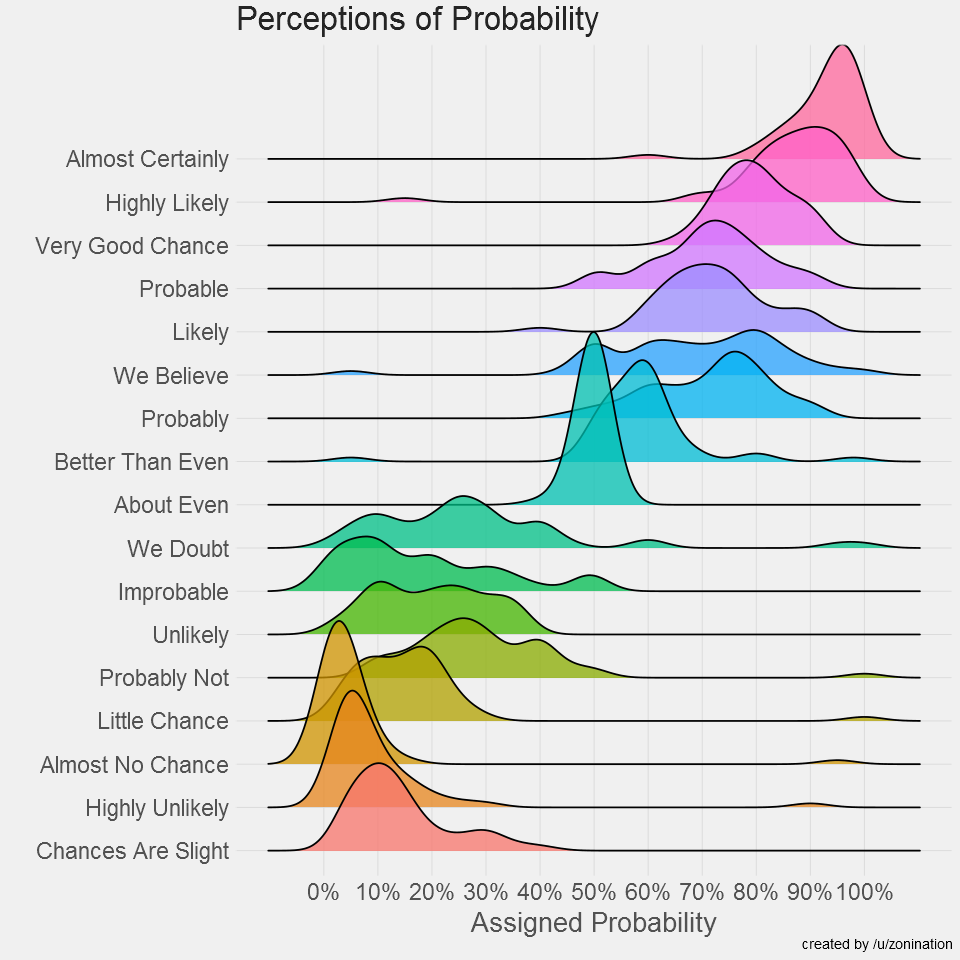 Perceptions of Probability
Almost Certainly
Highly Likely
Very Good Chance
Probable
Likely
We Believe
Probably
Better Than Even
About Even
We Doubt
Improbable
Unlikely
Probably Not
Little Chance
Almost No Chance
Highly Unlikely
Chances Are Slight
0% 10% 20% 30% 40% 50% 60% 70% 80% 90% 100%
Assigned Probability
created by /u/zonination